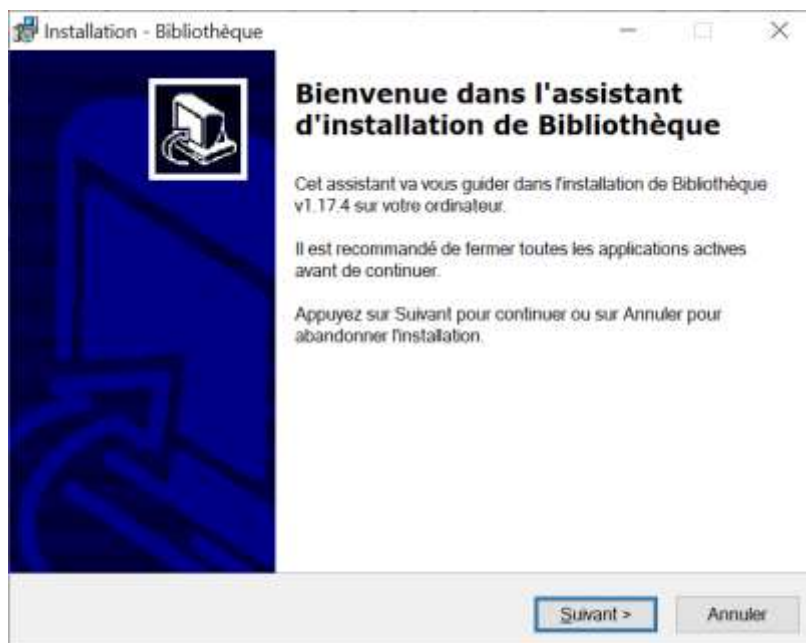 Installation - Bibliothèque
Bienvenue dans l'assistant
d'installation de Bibliothèque
Cet assistant va vous guider dans l'installation de Bibliothèque
v1.17.4 sur votre ordinateur.
Il est recommandé de fermer toutes les applications actives
avant de continuer.
Appuyez sur Suivant pour continuer ou sur Annuler pour
abandonner l'installation.
Suivant >
Annuler